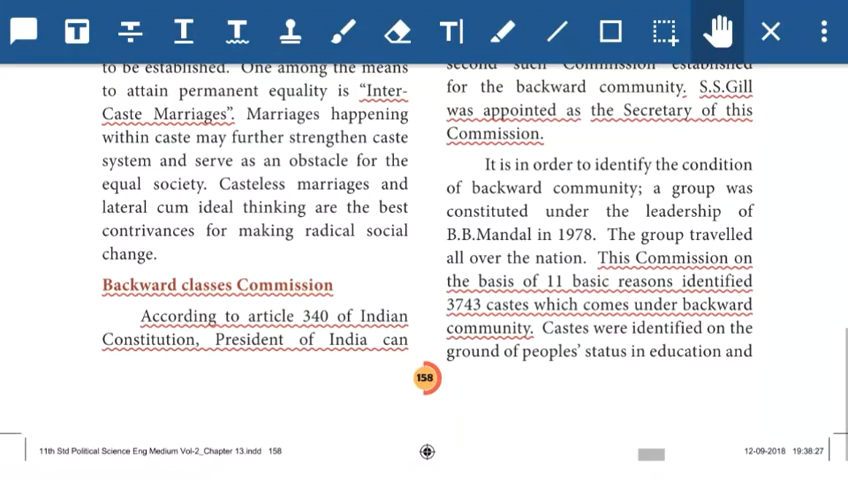 to be established. One among the means
to attain permanent equality is “Inter-
Caste Marriages”. Marriages happening
within caste may further strengthen caste
system and serve as an obstacle for the
equal society. Casteless marriages and
lateral cum ideal thinking are the best
contrivances for making radical social
change.
Backward classes Commission
According to article 340 of Indian
Constitution, President of India can
second such Commission established
for the backward community. S.S.Gill
was appointed as the Secretary of this
Commission.
It is in order to identify the condition
of backward community; a group was
constituted under the leadership of
B.B.Mandal in 1978. The group travelled
all over the nation. This Commission on
the basis of 11 basic reasons identified
3743 castes which comes under backward
community. Castes were identified on the
ground of peoples’ status in education and
158
11th Std Political Science Eng Medium Vol-2_Chapter 13.indd 158
12-09-2018 19:38:27